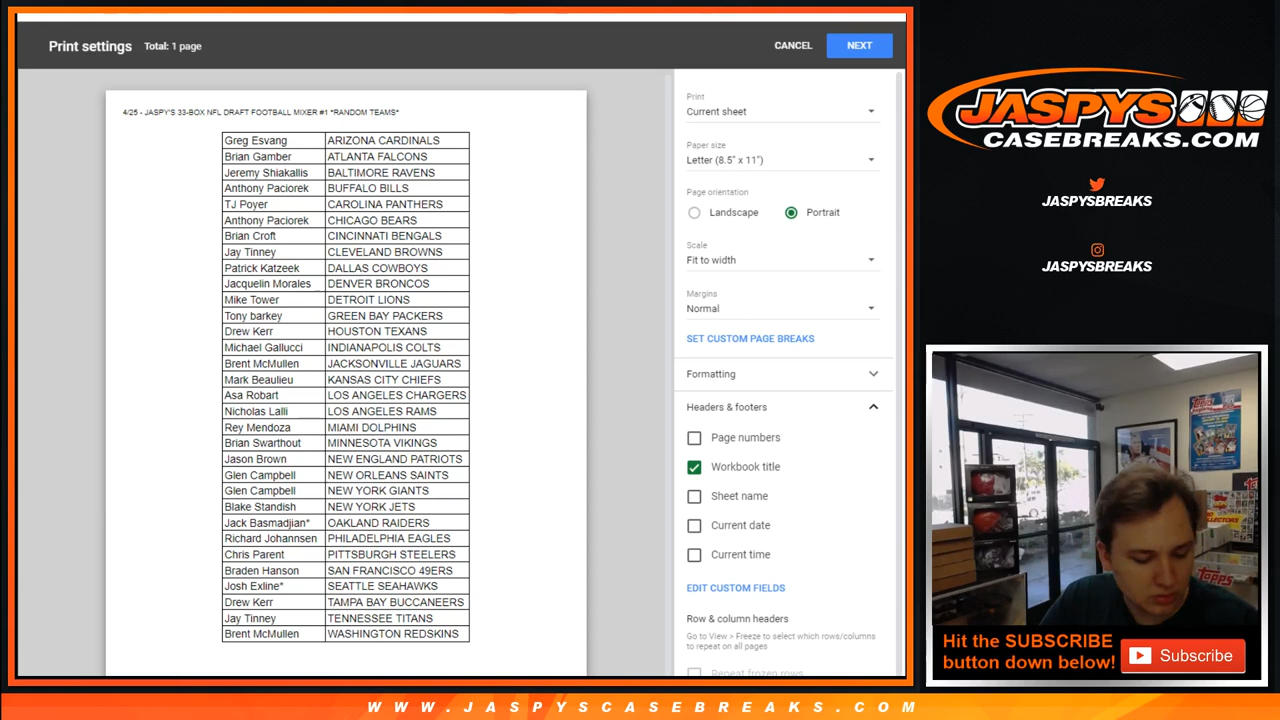 Print settings Total: 1 page CANCEL NEXT
4/25 - JASPY'S 33-BOX NFL DRAFT FOOTBALL MIXER #1 *RANDOM TEAMS*
Greg Esvang ARIZONA CARDINALS
Brian Gamber ATLANTA FALCONS
Jeremy Shiakallis BALTIMORE RAVENS
Anthony Paciorek BUFFALO BILLS
TJ Poyer CAROLINA PANTHERS
Anthony Paciorek CHICAGO BEARS
Brian Croft CINCINNATI BENGALS
Jay Tinney CLEVELAND BROWNS
Patrick Katzeek DALLAS COWBOYS
Jacquelin Morales DENVER BRONCOS
Mike Tower DETROIT LIONS
Tony barkey GREEN BAY PACKERS
Drew Kerr HOUSTON TEXANS
Michael Gallucci INDIANAPOLIS COLTS
Brent McMullen JACKSONVILLE JAGUARS
Mark Beaulieu KANSAS CITY CHIEFS
Asa Robart LOS ANGELES CHARGERS
Nicholas Lalli LOS ANGELES RAMS
Rey Mendoza MIAMI DOLPHINS
Brian Swarthout MINNESOTA VIKINGS
Jason Brown NEW ENGLAND PATRIOTS
Glen Campbell NEW ORLEANS SAINTS
Glen Campbell NEW YORK GIANTS
Blake Standish NEW YORK JETS
Jack Basmadjian* OAKLAND RAIDERS
Richard Johannsen PHILADELPHIA EAGLES
Chris Parent PITTSBURGH STEELERS
Braden Hanson SAN FRANCISCO 49ERS
Josh Exline* SEATTLE SEAHAWKS
Drew Kerr TAMPA BAY BUCCANEERS
Jay Tinney TENNESSEE TITANS
Brent McMullen WASHINGTON REDSKINS
Print
Current sheet
Paper size
Letter (8.5" x 11")
Page orientation
Landscape Portrait
Scale
Fit to width
Margins
Normal
SET CUSTOM PAGE BREAKS
Formatting
Headers & footers
Page numbers
Workbook title
Sheet name
Current date
Current time
EDIT CUSTOM FIELDS
Row & column headers
Go to View > Freeze to select which rows/columns
to repeat on all pages
Repeat frozen rows
JASPYS
CASEBREAKS.COM
JASPYSBREAKS
JASPYSBREAKS
Topps
Topps
Hit the SUBSCRIBE
button down below!
Subscribe
WWW.JASPYSCASEBREAKS.COM